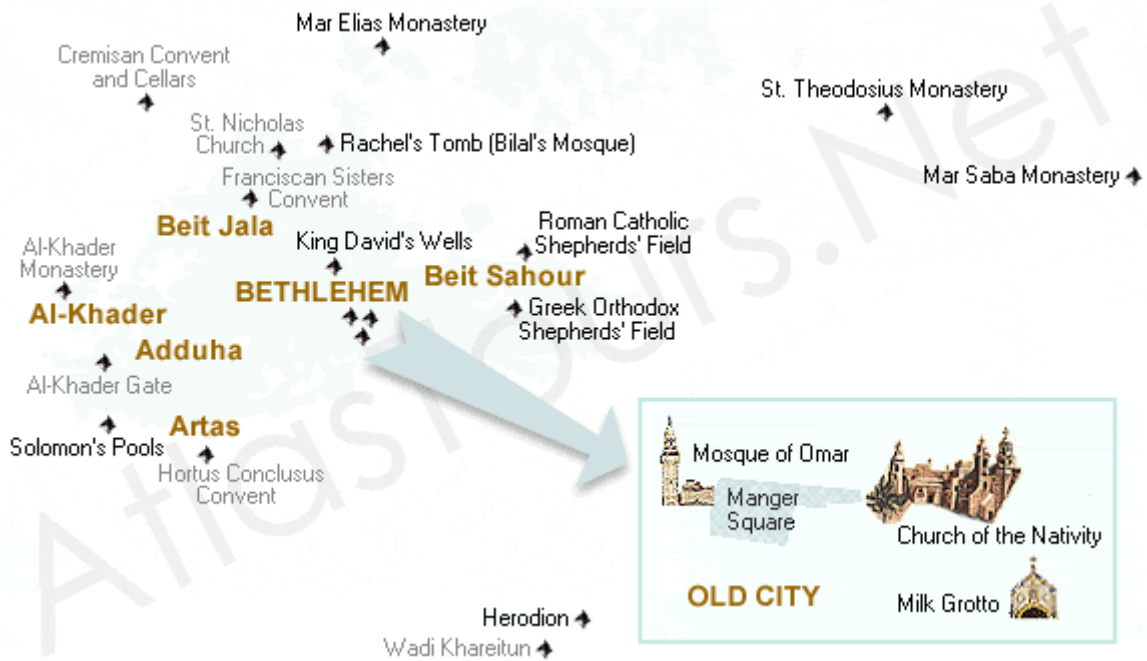 Mar Elias Monastery
Cremisan Convent
and Cellars
St. Theodosius Monastery
St. Nicholas
Church
Rachel's Tomb (Bilal's Mosque)
Mar Saba Monastery
Franciscan Sisters
Convent
Beit Jala
Roman Catholic
Shepherds' Field
King David's Wells
Al-Khader
Monastery
Beit Sahour
BETHLEHEM
Al-Khader
Greek Orthodox
Shepherds' Field
Adduha
Al-Khader Gate
Artas
Solomon's Pools
Hortus Conclusus
Convent
Mosque of Omar
Manger
Square
Church of the Nativity
OLD CITY
Milk Grotto
Herodion
Wadi Khareitun
AtlasTours.Net